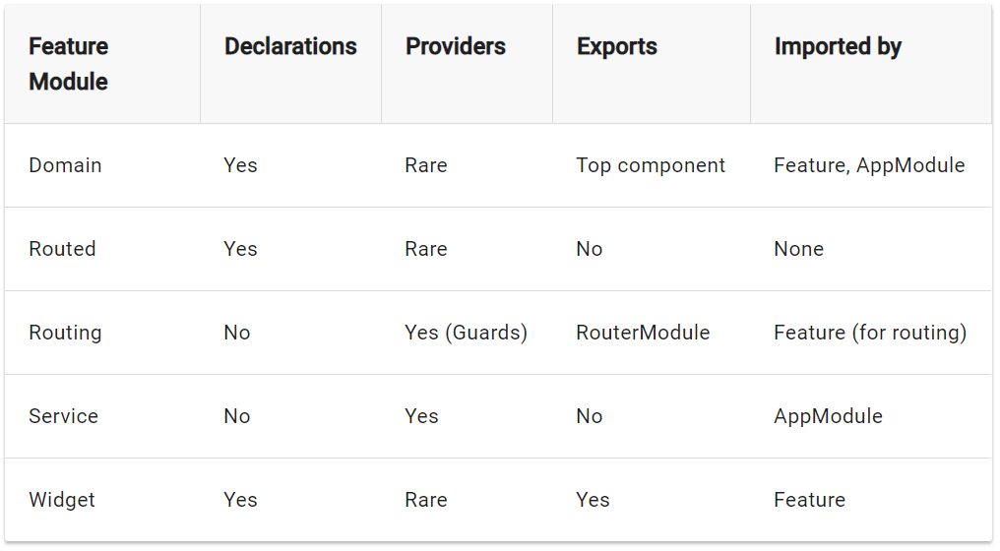 Feature Module Declarations Providers Exports Imported by
Domain Yes Rare Top component Feature, AppModule
Routed Yes Rare No None
Routing No Yes (Guards) RouterModule Feature (for routing)
Service No Yes No AppModule
Widget Yes Rare Yes Feature